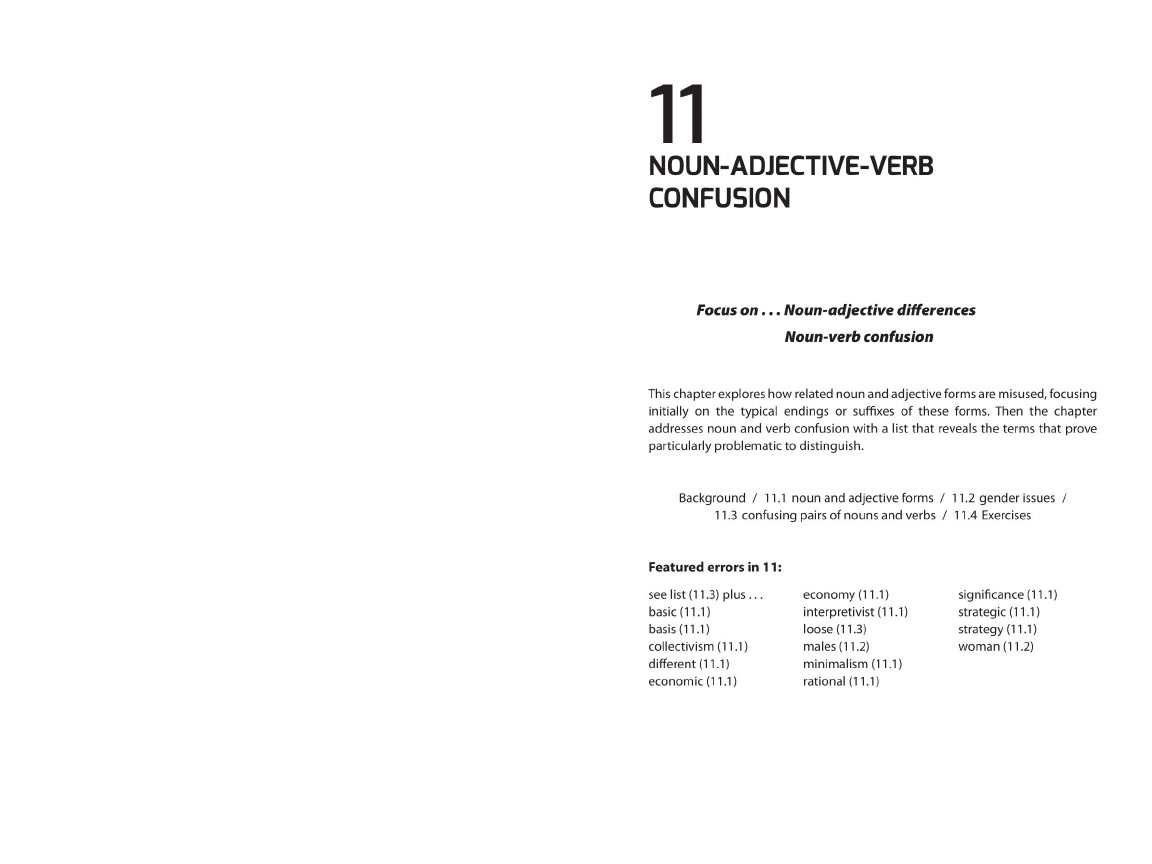 11
NOUN-ADJECTIVE-VERB
CONFUSION
Focus on . . . Noun-adjective differences
Noun-verb confusion
This chapter explores how related noun and adjective forms are misused, focusing
initially on the typical endings or suffixes of these forms. Then the chapter
addresses noun and verb confusion with a list that reveals the terms that prove
particularly problematic to distinguish.
Background / 11.1 noun and adjective forms / 11.2 gender issues /
11.3 confusing pairs of nouns and verbs / 11.4 Exercises
Featured errors in 11:
see list (11.3) plus . . .
basic (11.1)
basis (11.1)
collectivism (11.1)
different (11.1)
economic (11.1)
economy (11.1)
interpretivist (11.1)
loose (11.3)
males (11.2)
minimalism (11.1)
rational (11.1)
significance (11.1)
strategic (11.1)
strategy (11.1)
woman (11.2)